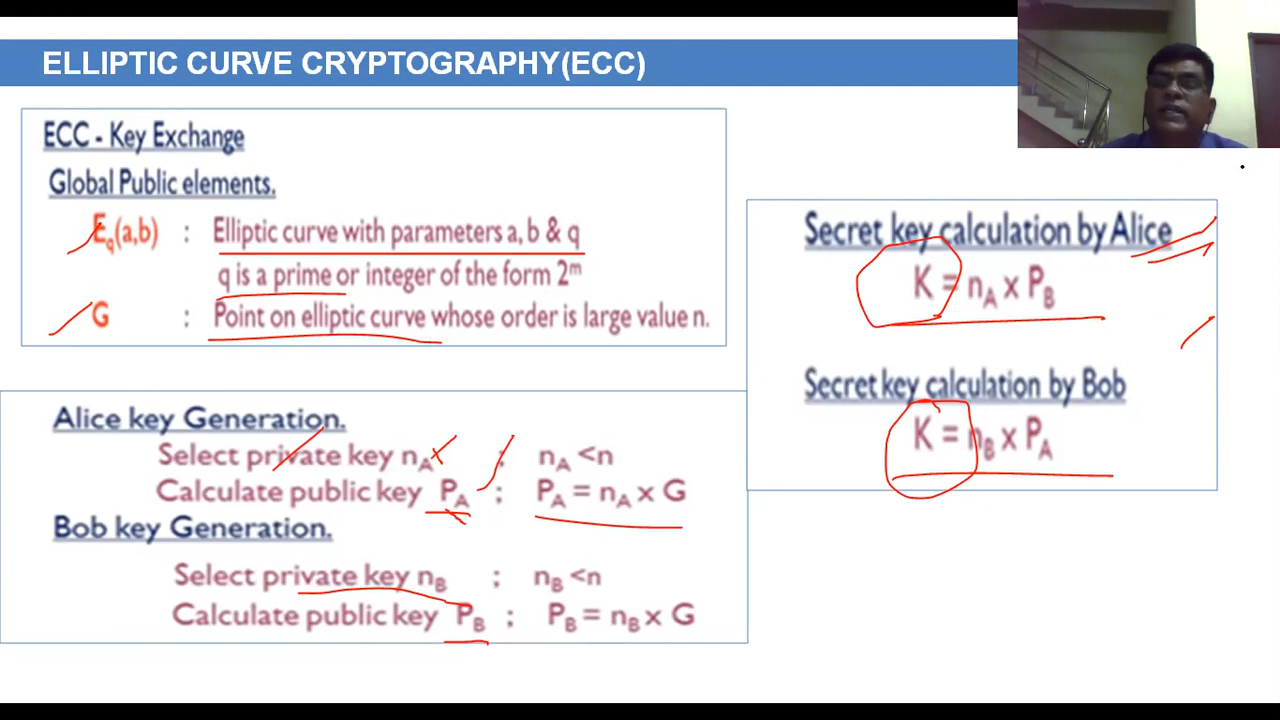 ELLIPTIC CURVE CRYPTOGRAPHY(ECC)
ECC - Key Exchange
Global Public elements.
Eq(a,b) : Elliptic curve with parameters a, b & q
q is a prime or integer of the form 2ᵐ
G : Point on elliptic curve whose order is large value n.
Alice key Generation.
Select private key nA ; nA <n
Calculate public key PA ; PA = nA x G
Bob key Generation.
Select private key nB ; nB <n
Calculate public key PB ; PB = nB x G
Secret key calculation by Alice
K = nA x PB
Secret key calculation by Bob
K = nB x PA